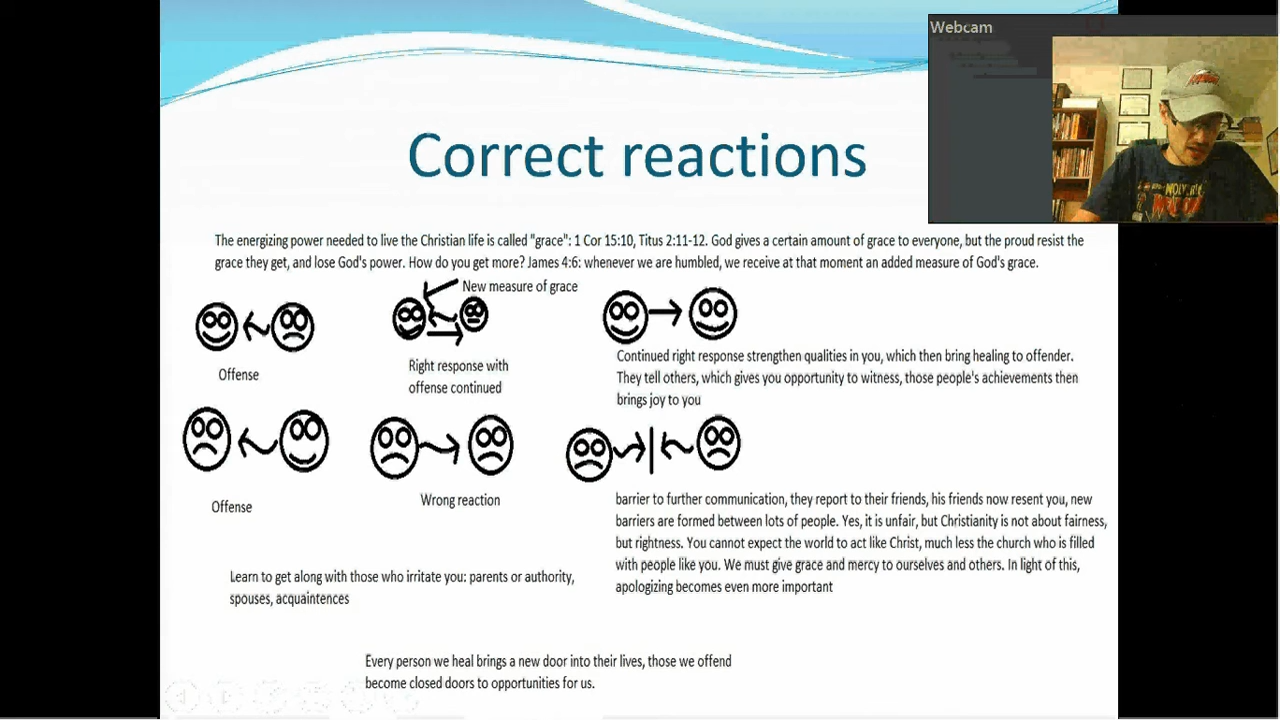 Webcam
Correct reactions
The energizing power needed to live the Christian life is called "grace": 1 Cor 15:10, Titus 2:11-12. God gives a certain amount of grace to everyone, but the proud resist the
grace they get, and lose God's power. How do you get more? James 4:6: whenever we are humbled, we receive at that moment an added measure of God's grace.
New measure of grace
Offense
Right response with
offense continued
Continued right response strengthen qualities in you, which then bring healing to offender.
They tell others, which gives you opportunity to witness, those people's achievements then
brings joy to you
Offense
Wrong reaction
barrier to further communication, they report to their friends, his friends now resent you, new
barriers are formed between lots of people. Yes, it is unfair, but Christianity is not about fairness,
but rightness. You cannot expect the world to act like Christ, much less the church who is filled
with people like you. We must give grace and mercy to ourselves and others. In light of this,
apologizing becomes even more important
Learn to get along with those who irritate you: parents or authority,
spouses, acquaintences
Every person we heal brings a new door into their lives, those we offend
become closed doors to opportunities for us.